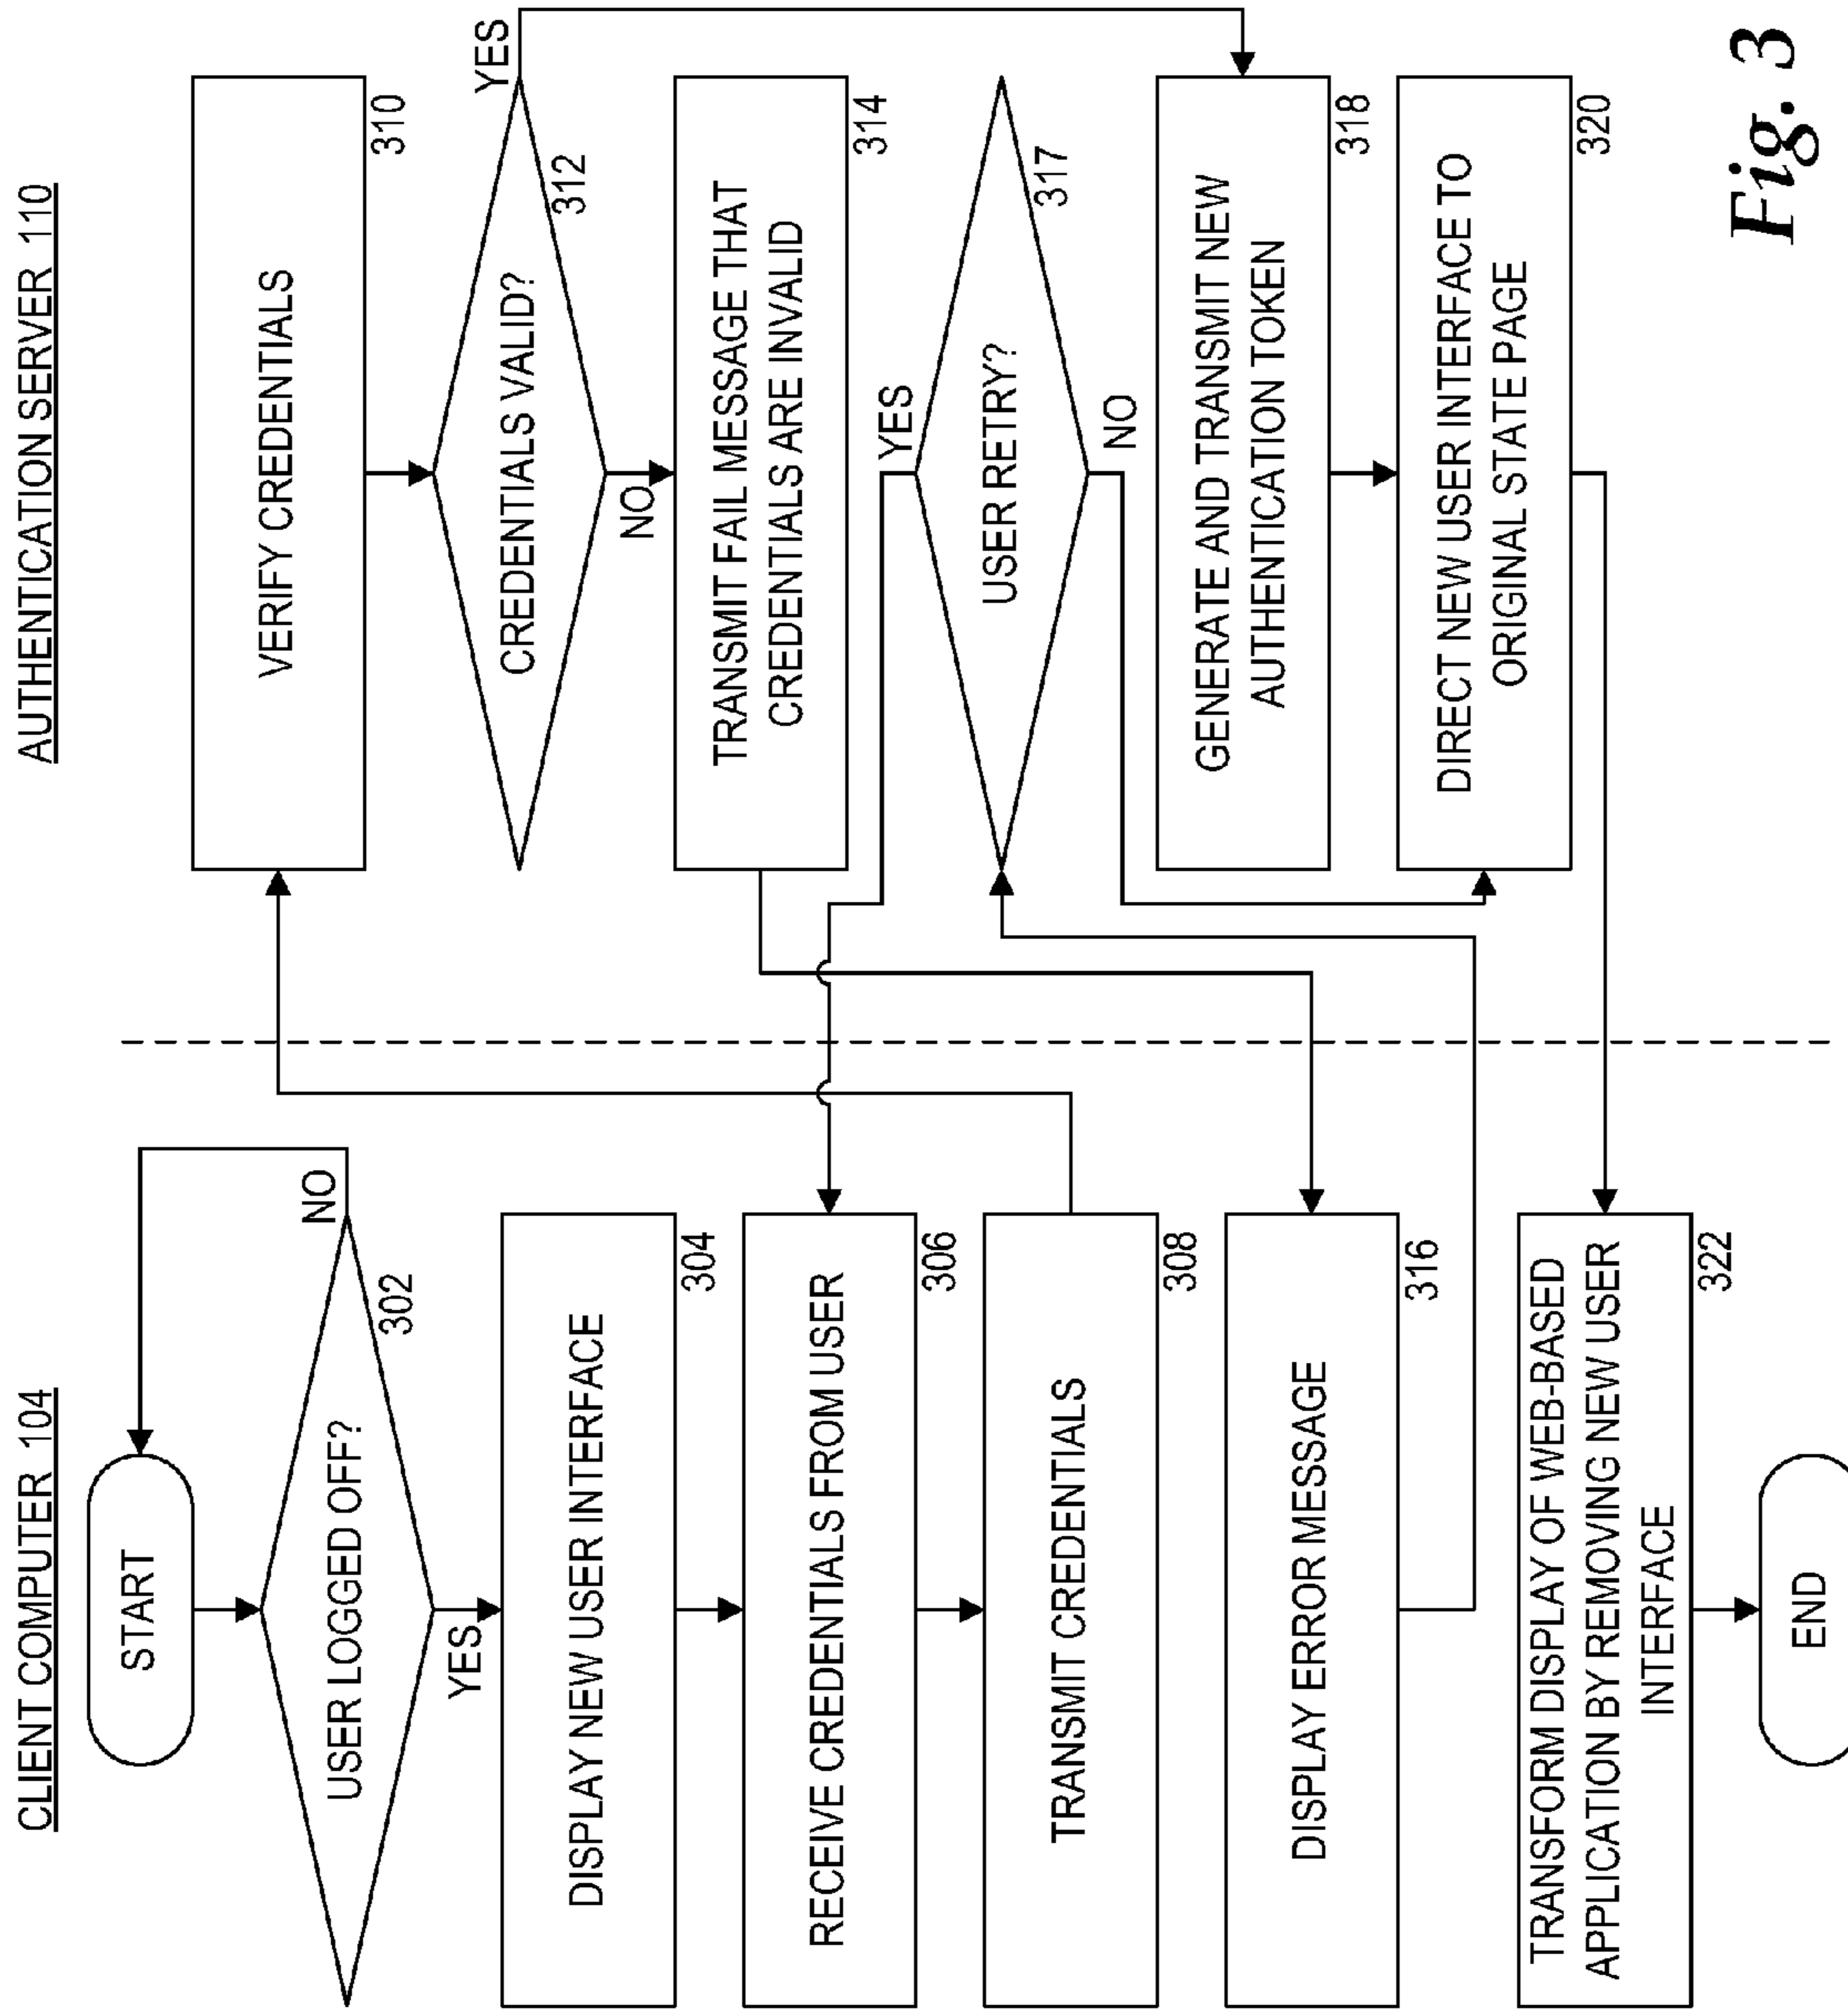 CLIENT COMPUTER 104
START
USER LOGGED OFF?
302
NO
YES
DISPLAY NEW USER INTERFACE
304
RECEIVE CREDENTIALS FROM USER
306
TRANSMIT CREDENTIALS
308
DISPLAY ERROR MESSAGE
316
TRANSFORM DISPLAY OF WEB-BASED
APPLICATION BY REMOVING NEW USER
INTERFACE
322
END
AUTHENTICATION SERVER 110
VERIFY CREDENTIALS
310
CREDENTIALS VALID?
312
YES
NO
TRANSMIT FAIL MESSAGE THAT
CREDENTIALS ARE INVALID
314
YES
USER RETRY?
317
NO
GENERATE AND TRANSMIT NEW
AUTHENTICATION TOKEN
318
DIRECT NEW USER INTERFACE TO
ORIGINAL STATE PAGE
320
Fig. 3